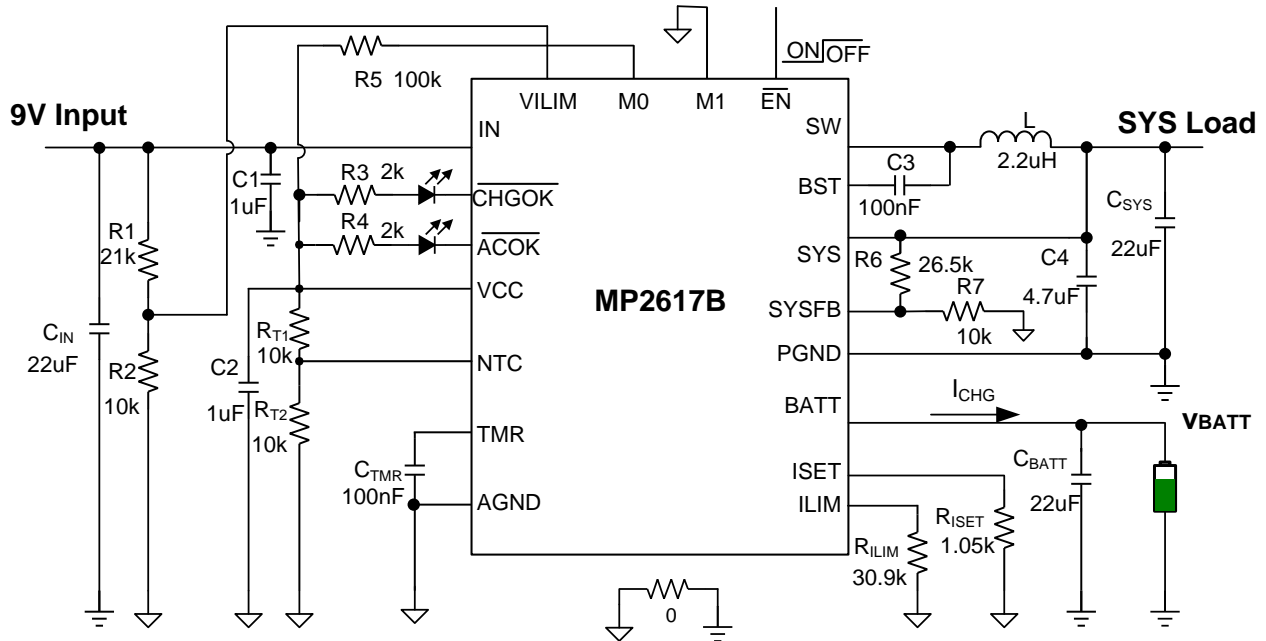 ON OFF
R5 100k
VILIM M0 M1 EN
9V Input
IN
SW
L
2.2uH
SYS Load
C1
1uF
R3 2k
CHGOK
BST
C3
100nF
CSYS
22uF
R1
21k
R4
2k
ACOK
SYS
R6
26.5k
C4
4.7uF
VCC
MP2617B
SYSFB
R7
10k
CIN
22uF
RT1
10k
R2
10k
C2
1uF
NTC
PGND
RT2
10k
BATT
ICHG
VBATT
TMR
CTMR
100nF
AGND
ISET
ILIM
CBATT
22uF
RISET
1.05k
RILIM
30.9k
0